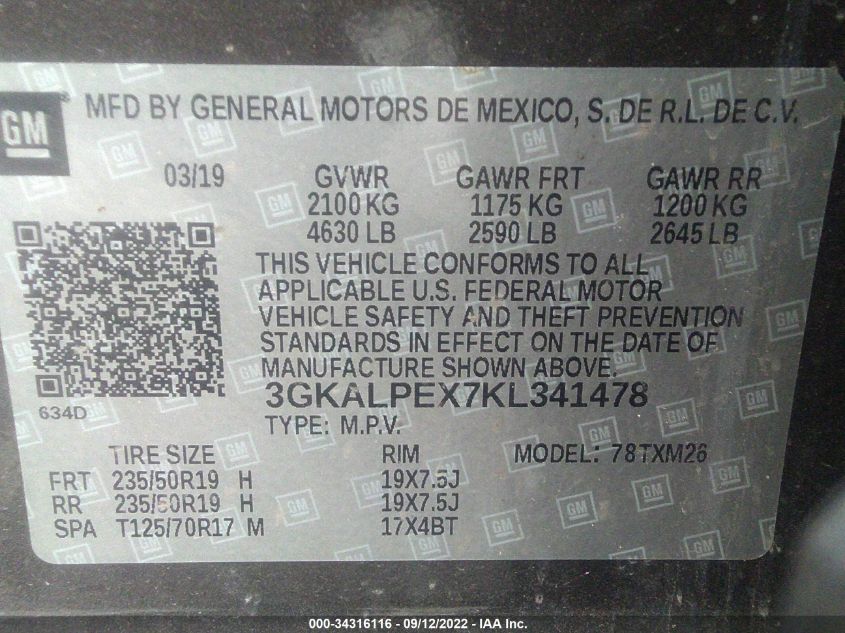 GM
MFD BY GENERAL MOTORS DE MEXICO, S. DE R.L. DE C.V.
03/19 GVWR GAWR FRT GAWR RR
2100 KG 1175 KG 1200 KG
4630 LB 2590 LB 2645 LB
THIS VEHICLE CONFORMS TO ALL
APPLICABLE U.S. FEDERAL MOTOR
VEHICLE SAFETY AND THEFT PREVENTION
STANDARDS IN EFFECT ON THE DATE OF
MANUFACTURE SHOWN ABOVE.
634D
3GKALPEX7KL341478
TYPE: M.P.V.
TIRE SIZE RIM MODEL: 78TXM26
FRT 235/50R19 H 19X7.5J
RR 235/50R19 H 19X7.5J
SPA T125/70R17 M 17X4BT
000-34316116 - 09/12/2022 - IAA Inc.